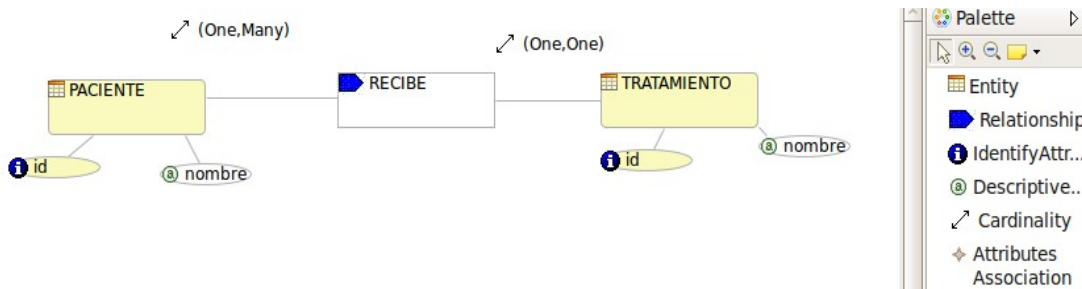 (One,Many)
(One,One)
PACIENTE
RECIBE
TRATAMIENTO
id
nombre
id
nombre
Palette
Entity
Relationship
IdentifyAttr...
Descriptive...
Cardinality
Attributes
Association